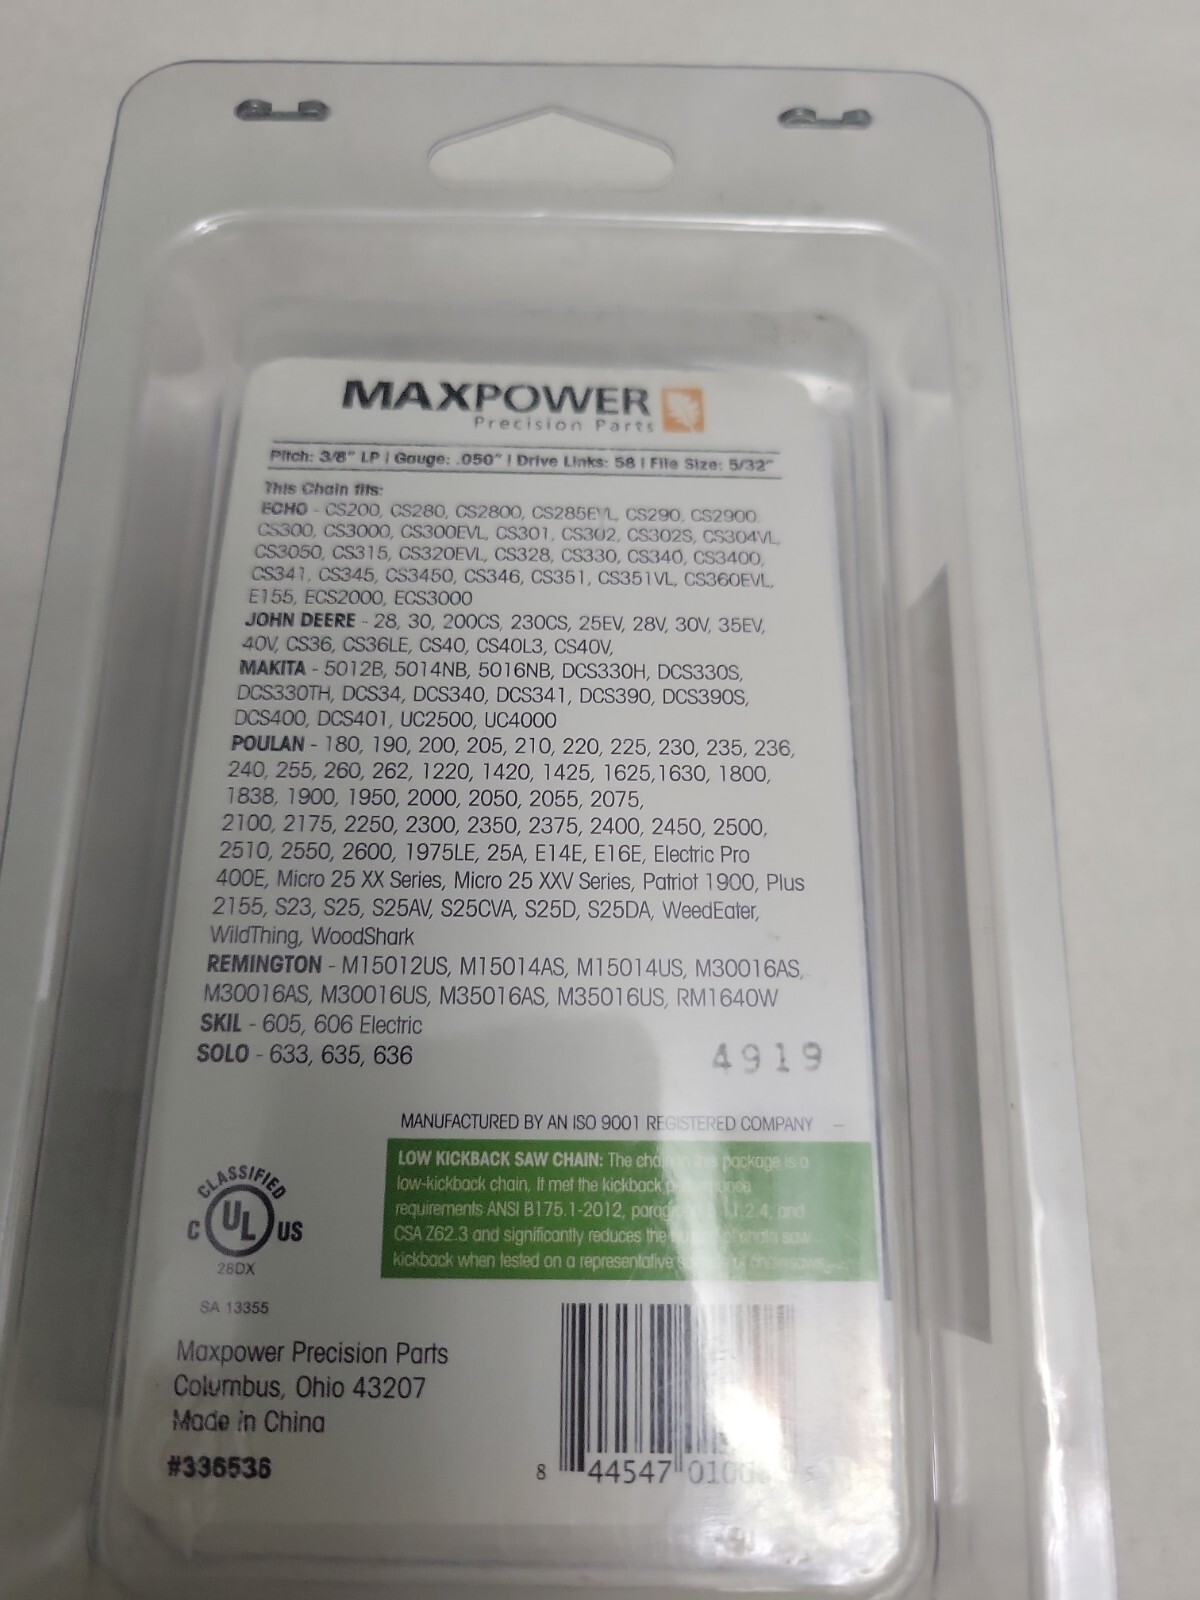 MAXPOWER
Precision Parts
Pitch: 3/8" LP | Gauge: .050" | Drive Links: 58 | File Size: 5/32"
This Chain fits:
ECHO - CS200, CS280, CS2800, CS285EVL, CS290, CS2900,
CS300, CS3000, CS300EVL, CS301, CS302, CS302S, CS304VL,
CS3050, CS315, CS320EVL, CS328, CS330, CS340, CS3400,
CS341, CS345, CS3450, CS346, CS351, CS351VL, CS360EVL,
E155, ECS2000, ECS3000
JOHN DEERE - 28, 30, 200CS, 230CS, 25EV, 28V, 30V, 35EV,
40V, CS36, CS36LE, CS40, CS40L3, CS40V,
MAKITA - 5012B, 5014NB, 5016NB, DCS330H, DCS330S,
DCS330TH, DCS34, DCS340, DCS341, DCS390, DCS390S,
DCS400, DCS401, UC2500, UC4000
POULAN - 180, 190, 200, 205, 210, 220, 225, 230, 235, 236,
240, 255, 260, 262, 1220, 1420, 1425, 1625,1630, 1800,
1838, 1900, 1950, 2000, 2050, 2055, 2075,
2100, 2175, 2250, 2300, 2350, 2375, 2400, 2450, 2500,
2510, 2550, 2600, 1975LE, 25A, E14E, E16E, Electric Pro
400E, Micro 25 XX Series, Micro 25 XXV Series, Patriot 1900, Plus
2155, S23, S25, S25AV, S25CVA, S25D, S25DA, WeedEater,
WildThing, WoodShark
REMINGTON - M15012US, M15014AS, M15014US, M30016AS,
M30016AS, M30016US, M35016AS, M35016US, RM1640W
SKIL - 605, 606 Electric
SOLO - 633, 635, 636
4919
MANUFACTURED BY AN ISO 9001 REGISTERED COMPANY
LOW KICKBACK SAW CHAIN: The chain package is a
low-kickback chain. It met the kickback
requirements ANSI B175.1-2012, and
CSA Z62.3 and significantly reduces the of chain saw
kickback when tested on a representative
CLASSIFIED
C UL US
28DX
SA 13355
Maxpower Precision Parts
Columbus, Ohio 43207
Made in China
#336536
8 44547